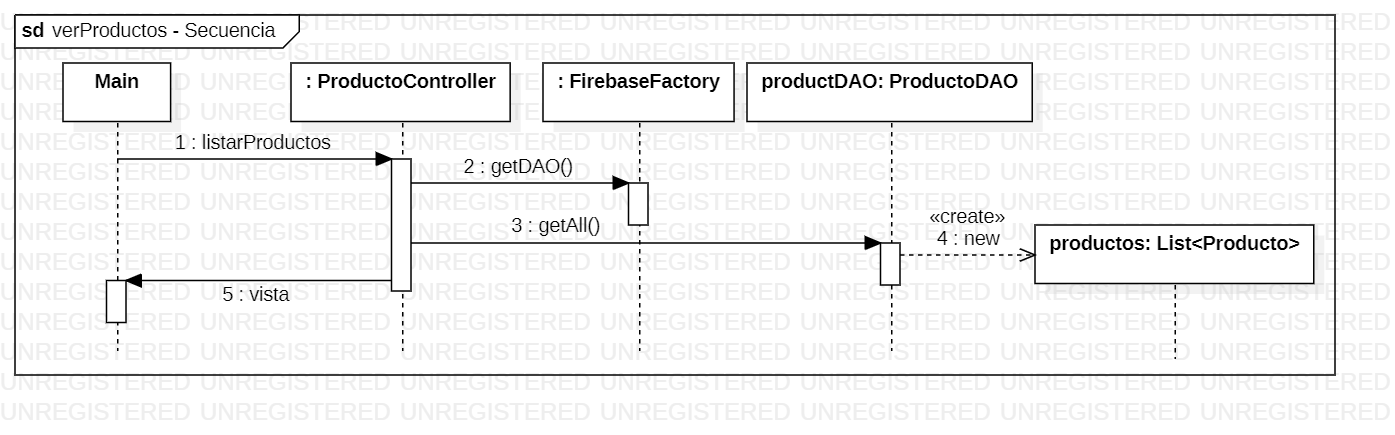 sd verProductos - Secuencia
Main
: ProductoController
: FirebaseFactory
productDAO: ProductoDAO
1 : listarProductos
2 : getDAO()
3 : getAll()
«create»
4 : new
productos: List<Producto>
5 : vista
UNREGISTERED UNREGISTERED UNREGISTERED UNREGISTERED UNREGISTERED UNREGISTERED UNREGISTERED